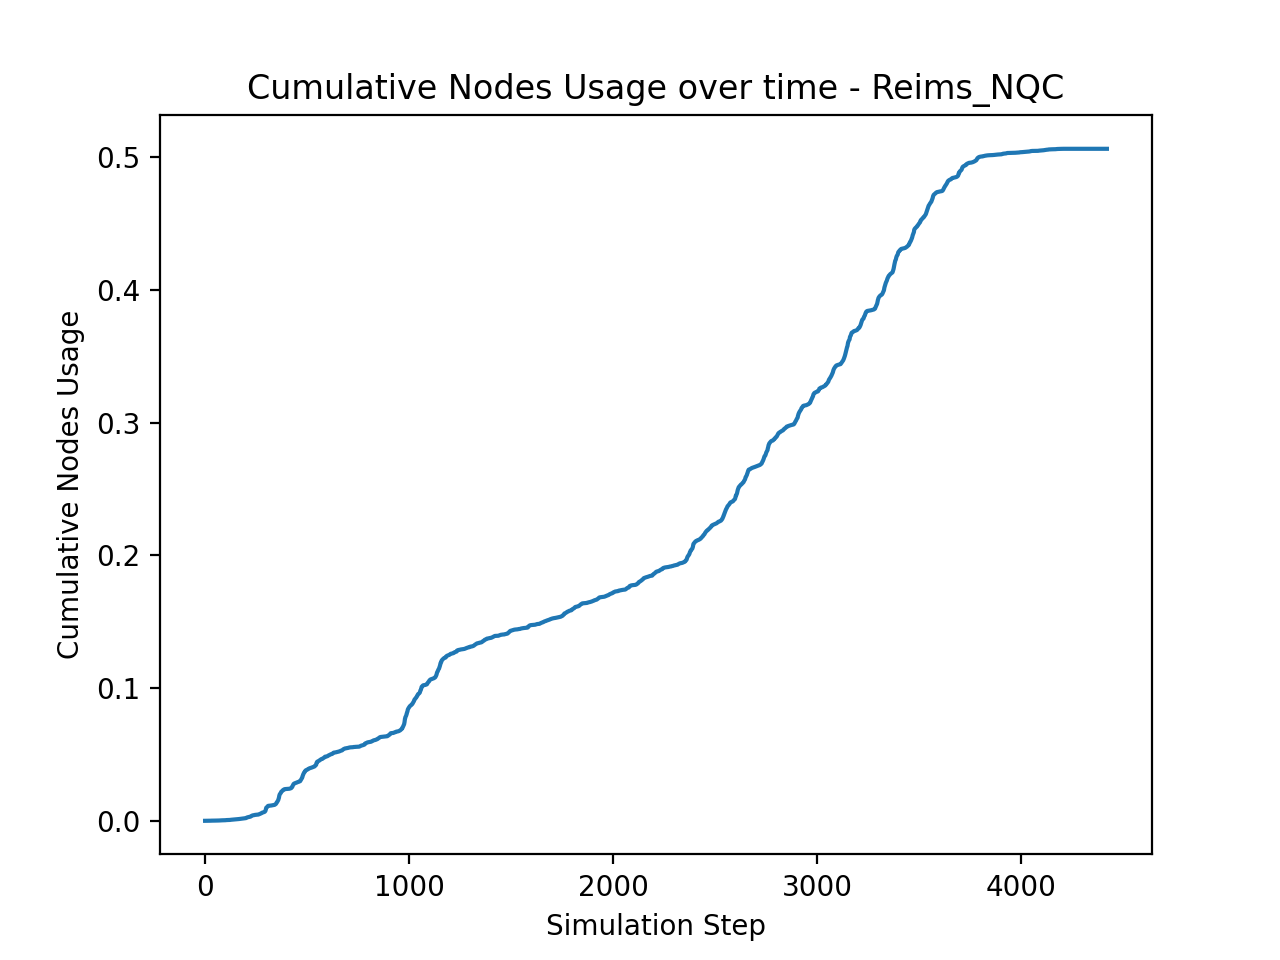 Cumulative Nodes Usage over time - Reims_NQC
0.5
0.4
0.3
0.2
0.1
0.0
Cumulative Nodes Usage
0 1000 2000 3000 4000
Simulation Step